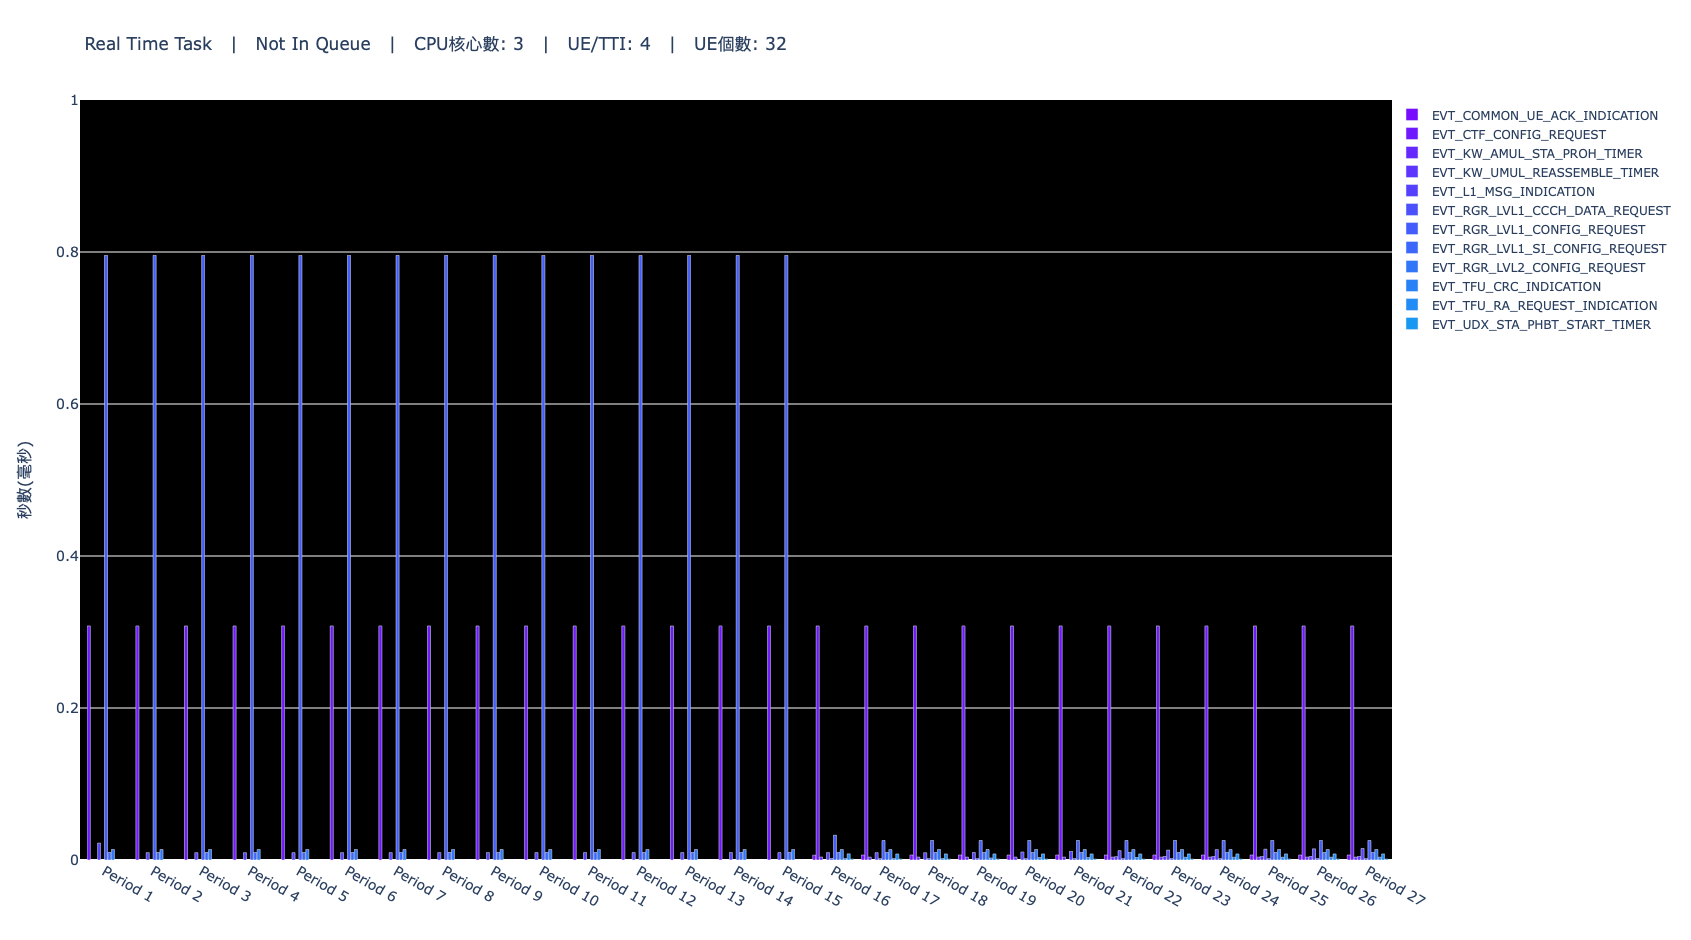 Real Time Task | Not In Queue | CPU核心數: 3 | UE/TTI: 4 | UE個數: 32
1
0.8
0.6
0.4
0.2
0
秒數(毫秒)
Period 1
Period 2
Period 3
Period 4
Period 5
Period 6
Period 7
Period 8
Period 9
Period 10
Period 11
Period 12
Period 13
Period 14
Period 15
Period 16
Period 17
Period 18
Period 19
Period 20
Period 21
Period 22
Period 23
Period 24
Period 25
Period 26
Period 27
EVT_COMMON_UE_ACK_INDICATION
EVT_CTF_CONFIG_REQUEST
EVT_KW_AMUL_STA_PROH_TIMER
EVT_KW_UMUL_REASSEMBLE_TIMER
EVT_L1_MSG_INDICATION
EVT_RGR_LVL1_CCCH_DATA_REQUEST
EVT_RGR_LVL1_CONFIG_REQUEST
EVT_RGR_LVL1_SI_CONFIG_REQUEST
EVT_RGR_LVL2_CONFIG_REQUEST
EVT_TFU_CRC_INDICATION
EVT_TFU_RA_REQUEST_INDICATION
EVT_UDX_STA_PHBT_START_TIMER